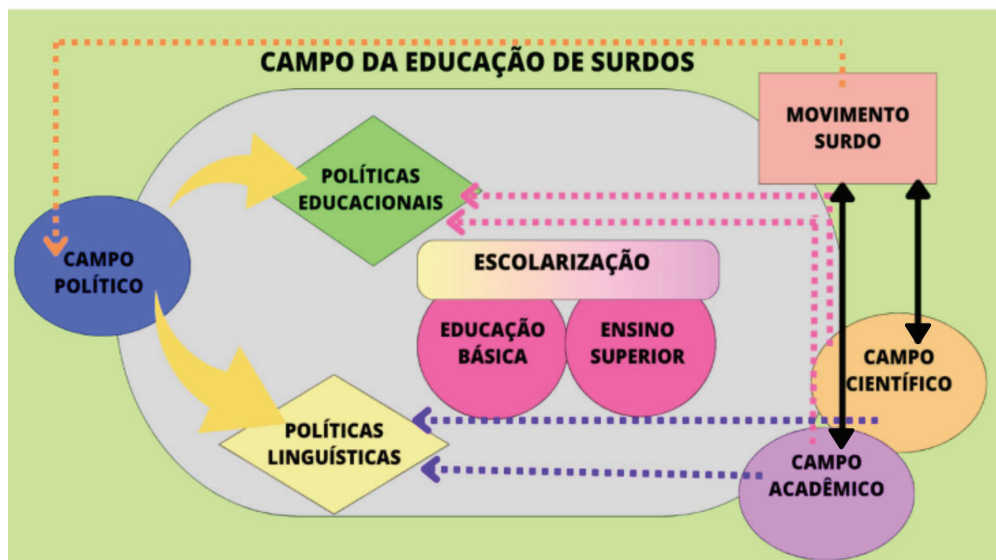 CAMPO DA EDUCAÇÃO DE SURDOS
MOVIMENTO
SURDO
POLÍTICAS
EDUCACIONAIS
CAMPO
POLÍTICO
ESCOLARIZAÇÃO
EDUCAÇÃO
BÁSICA
ENSINO
SUPERIOR
CAMPO
CIENTÍFICO
POLÍTICAS
LINGUÍSTICAS
CAMPO
ACADÊMICO